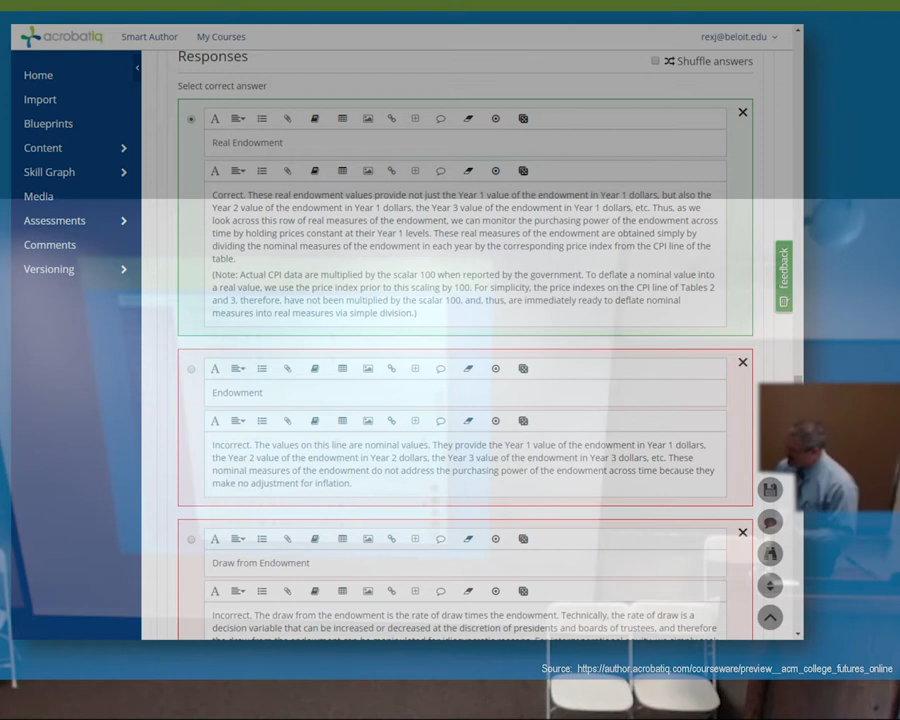 acrobatiq Smart Author My Courses rexj@beloit.edu
Home
Import
Blueprints
Content
Skill Graph
Media
Assessments
Comments
Versioning
Responses
Shuffle answers
Select correct answer
Real Endowment
Correct. These real endowment values provide not just the Year 1 value of the endowment in Year 1 dollars, but also the
Year 2 value of the endowment in Year 1 dollars, the Year 3 value of the endowment in Year 1 dollars, etc. Thus, as we
look across this row of real measures of the endowment, we can monitor the purchasing power of the endowment across
time by holding prices constant at their Year 1 levels. These real measures of the endowment are obtained simply by
dividing the nominal measures of the endowment in each year by the corresponding price index from the CPI line of the
table.
(Note: Actual CPI data are multiplied by the scalar 100 when reported by the government. To deflate a nominal value into
a real value, we use the price index prior to this scaling by 100. For simplicity, the price indexes on the CPI line of Tables 2
and 3, therefore, have not been multiplied by the scalar 100, and, thus, are immediately ready to deflate nominal
measures into real measures via simple division.)
feedback
Endowment
Incorrect. The values on this line are nominal values. They provide the Year 1 value of the endowment in Year 1 dollars,
the Year 2 value of the endowment in Year 2 dollars, the Year 3 value of the endowment in Year 3 dollars, etc. These
nominal measures of the endowment do not address the purchasing power of the endowment across time because they
make no adjustment for inflation.
Draw from Endowment
Incorrect. The draw from the endowment is the rate of draw times the endowment. Technically, the rate of draw is a
decision variable that can be increased or decreased at the discretion of presidents and boards of trustees, and therefore
Source: https://author.acrobatiq.com/courseware/preview__acm_college_futures_online